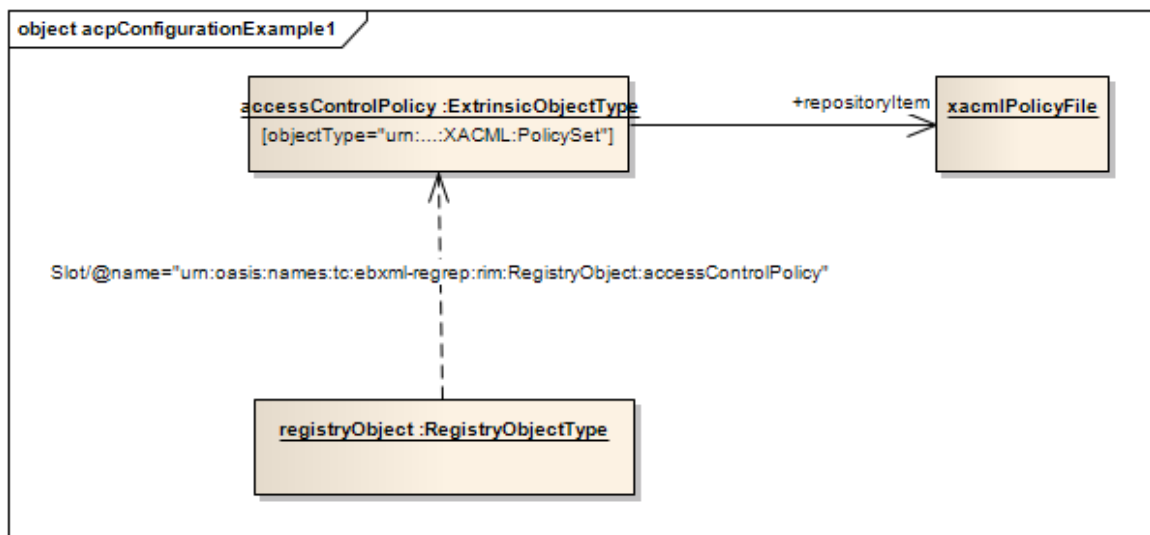 object acpConfigurationExample1
accessControlPolicy :ExtrinsicObjectType
[objectType="urn:...:XACML:PolicySet"]
+repositoryItem
xacmlPolicyFile
Slot/@name="urn:oasis:names:tc:ebxml-regrep:rim:RegistryObject:accessControlPolicy"
registryObject :RegistryObjectType